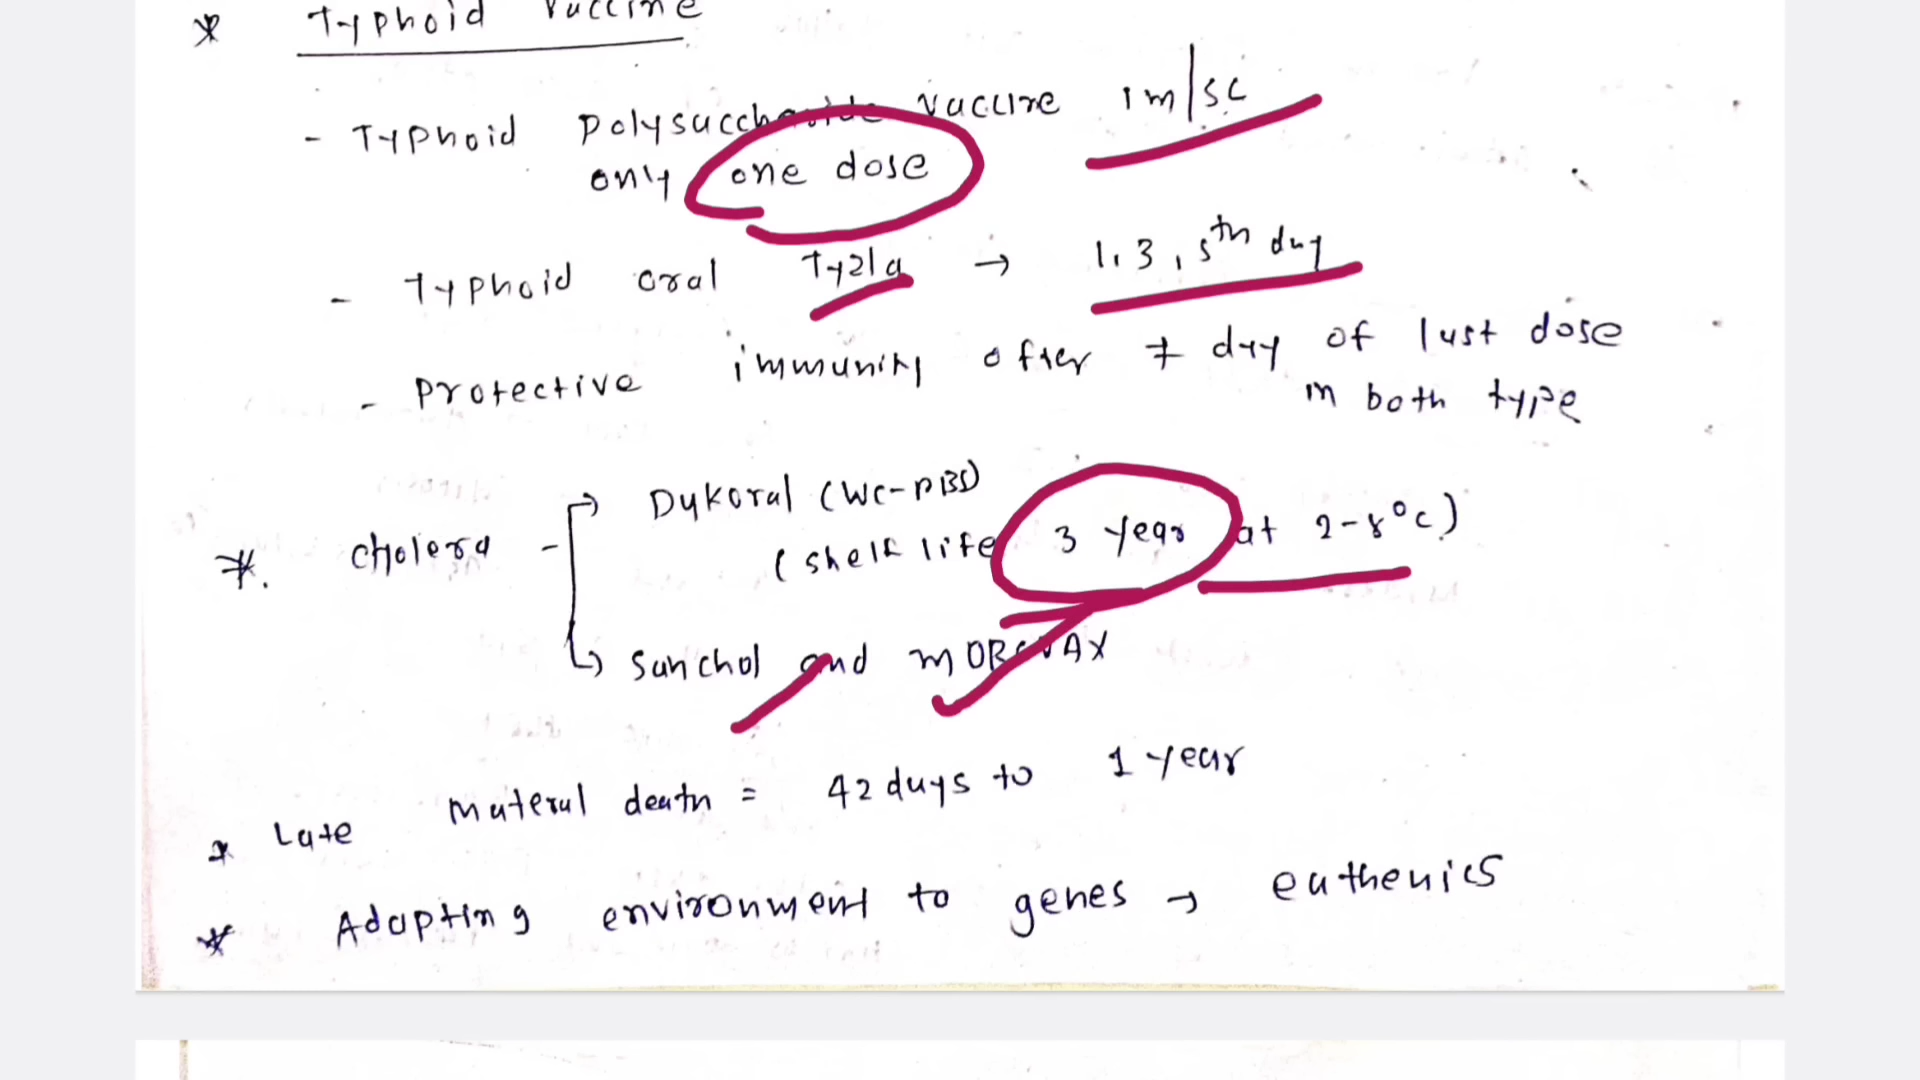 * Typhoid Vaccine
- Typhoid polysaccharide vaccine im/sc
only one dose
- Typhoid oral Ty21a → 1, 3, 5th day
- Protective immunity after 7 day of last dose
in both type
*. cholera - Dykoral (WC-rBS)
(shelf life 3 year at 2-8°c)
Sanchol and mORCVAX
* Late materal death = 42 days to 1 year
* Adapting environment to genes → euthenics